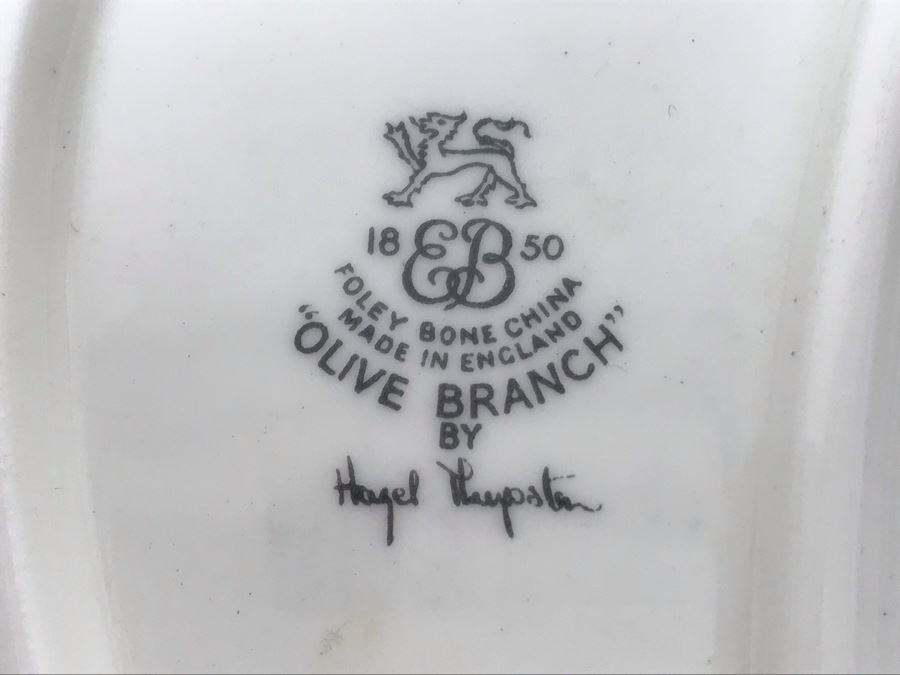 18 EB 50
FOLEY BONE CHINA
MADE IN ENGLAND
"OLIVE BRANCH"
BY
Hazel Thumpston